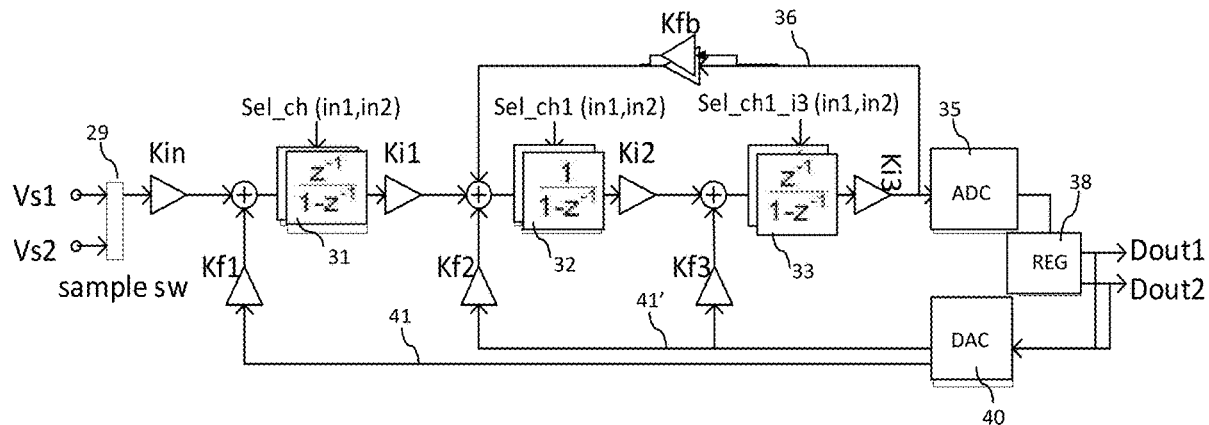 Kfb
36
Sel_ch (in1,in2)
Sel_ch1 (in1,in2)
Sel_ch1_i3 (in1,in2)
35
29
Kin
Ki1
Ki2
Ki3
Vs1
z⁻¹
1-z⁻¹
1
1-z⁻¹
z⁻¹
1-z⁻¹
ADC
38
Vs2
31
32
33
REG
Dout1
Dout2
sample sw
Kf1
Kf2
Kf3
41
41'
DAC
40